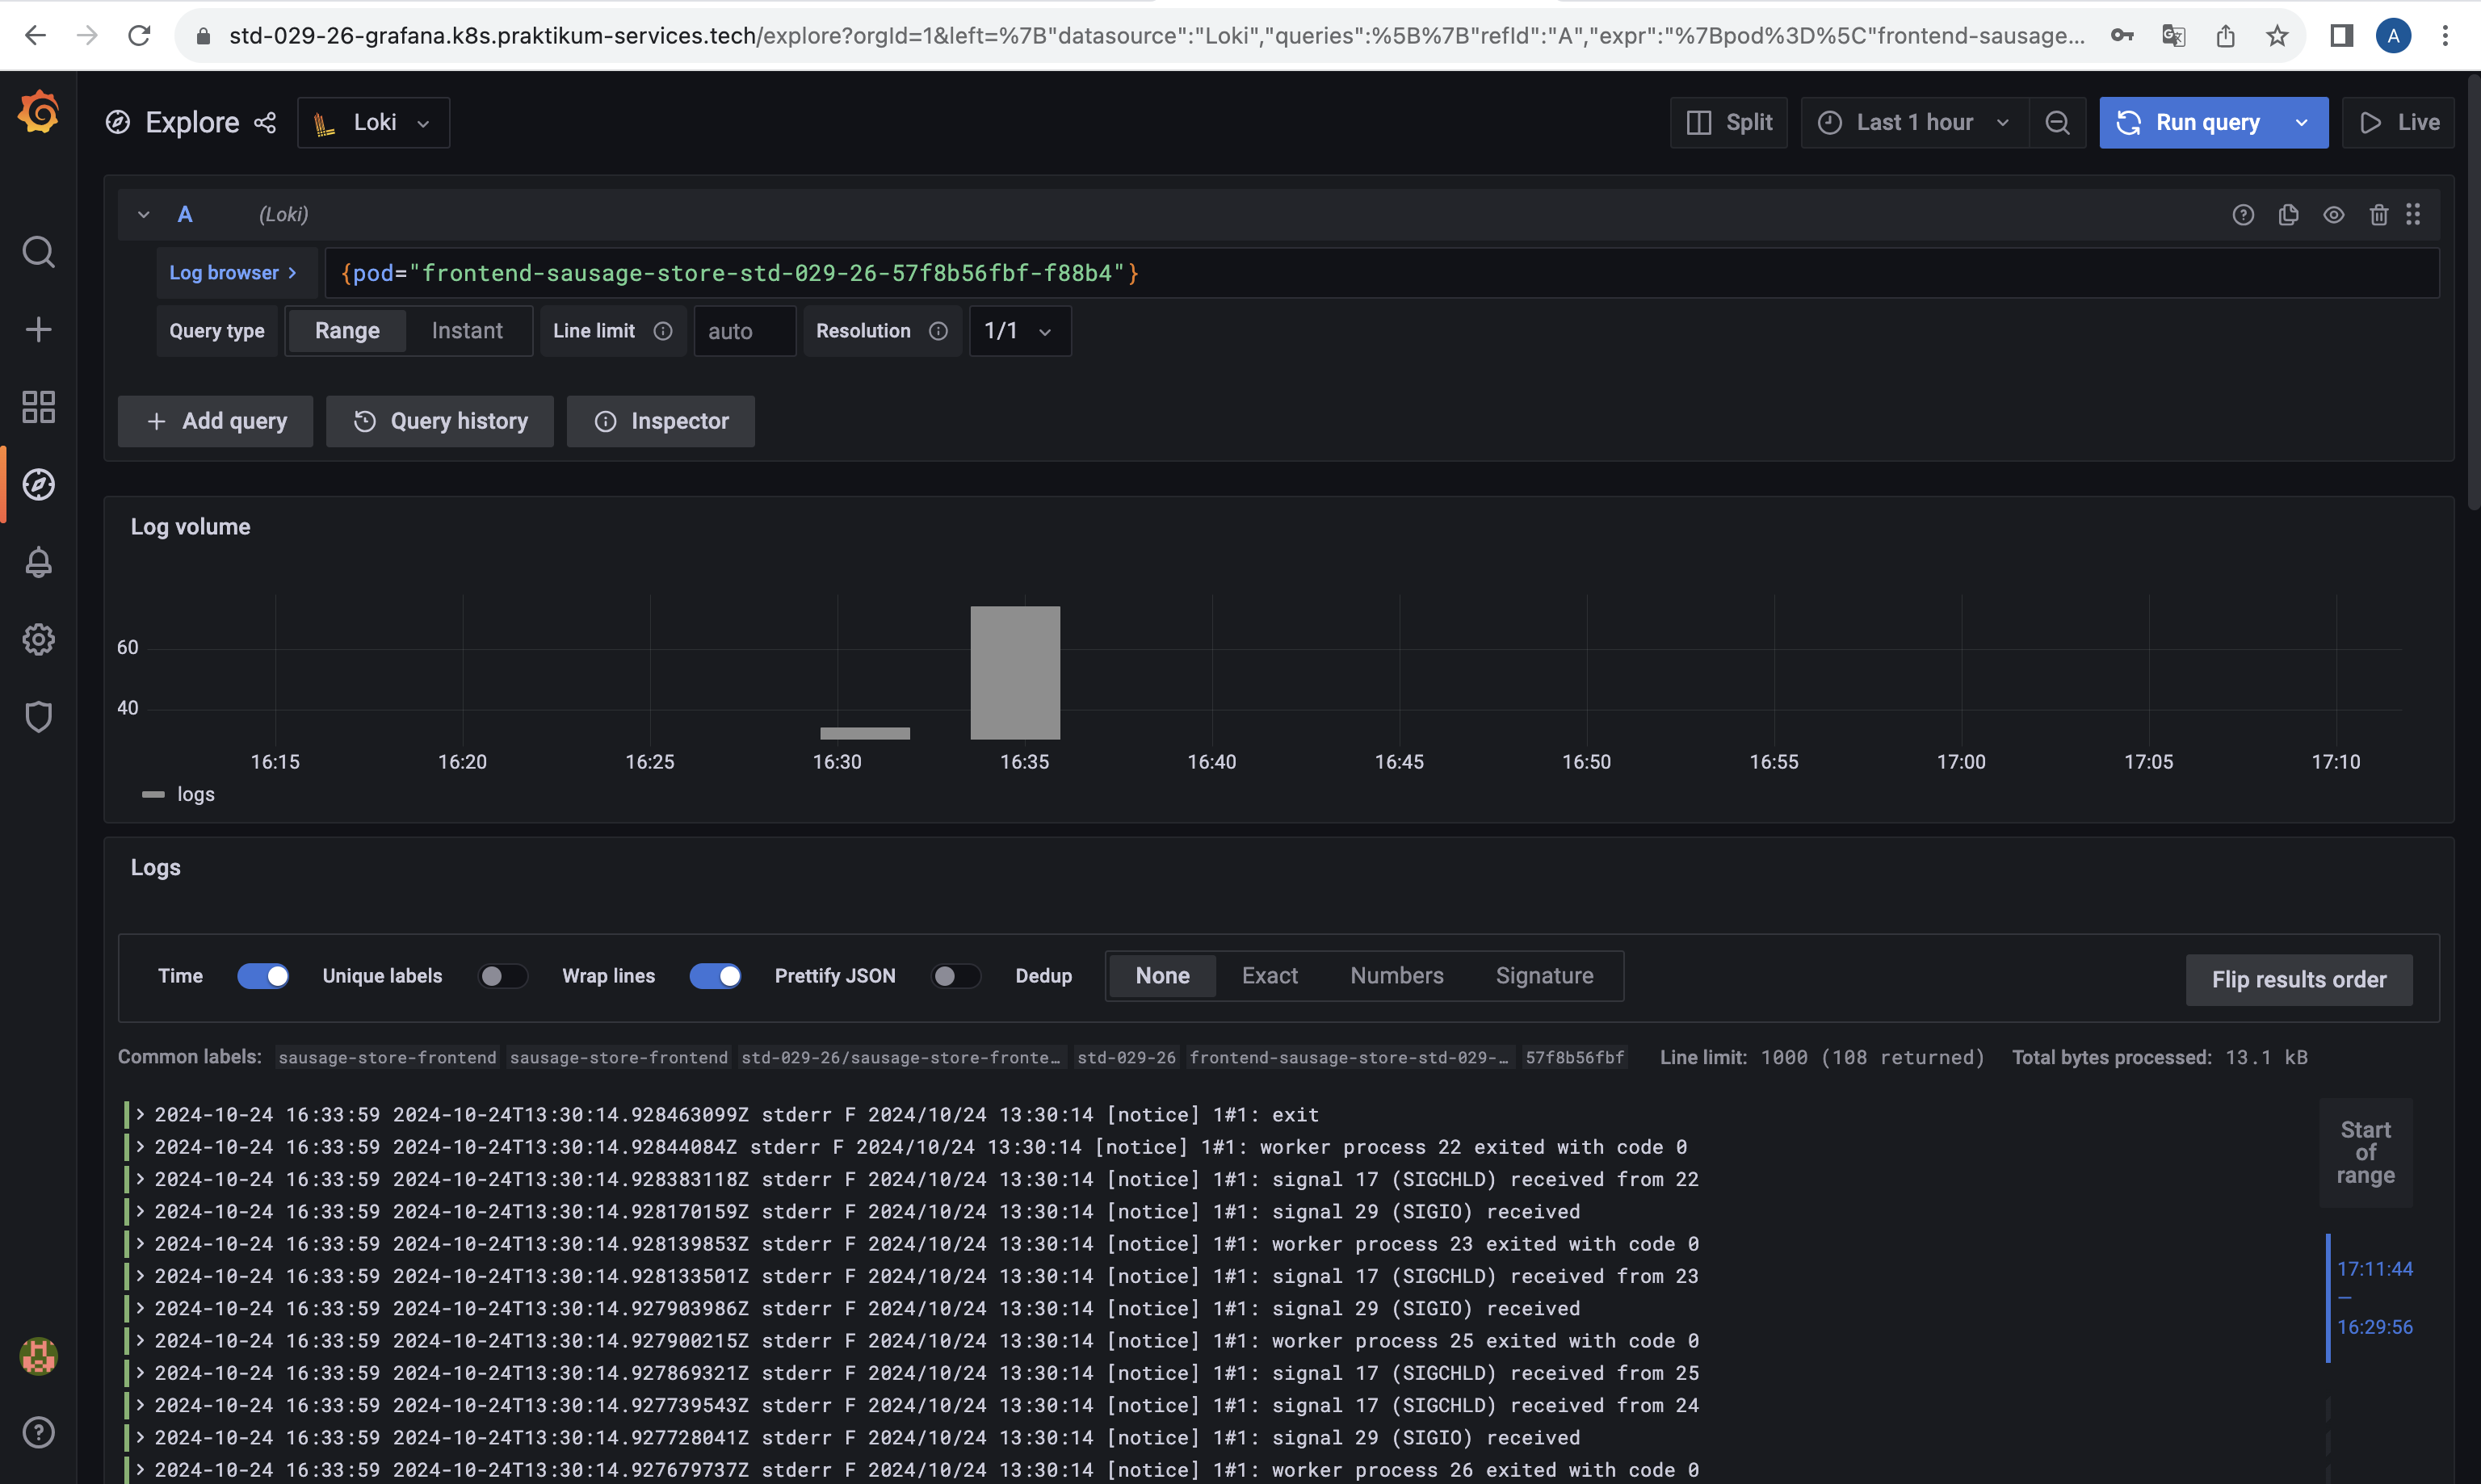 std-029-26-grafana.k8s.praktikum-services.tech/explore?orgId=1&left=%7B"datasource":"Loki","queries":%5B%7B"refId":"A","expr":"%7Bpod%3D%5C"frontend-sausage... A
Explore Loki Split Last 1 hour Run query Live
A (Loki)
Log browser > {pod="frontend-sausage-store-std-029-26-57f8b56fbf-f88b4"}
Query type Range Instant Line limit auto Resolution 1/1
+ Add query Query history Inspector
Log volume
60
40
16:15 16:20 16:25 16:30 16:35 16:40 16:45 16:50 16:55 17:00 17:05 17:10
logs
Logs
Time Unique labels Wrap lines Prettify JSON Dedup None Exact Numbers Signature Flip results order
Common labels: sausage-store-frontend sausage-store-frontend std-029-26/sausage-store-fronte… std-029-26 frontend-sausage-store-std-029-… 57f8b56fbf Line limit: 1000 (108 returned) Total bytes processed: 13.1 kB
> 2024-10-24 16:33:59 2024-10-24T13:30:14.928463099Z stderr F 2024/10/24 13:30:14 [notice] 1#1: exit
> 2024-10-24 16:33:59 2024-10-24T13:30:14.92844084Z stderr F 2024/10/24 13:30:14 [notice] 1#1: worker process 22 exited with code 0
> 2024-10-24 16:33:59 2024-10-24T13:30:14.928383118Z stderr F 2024/10/24 13:30:14 [notice] 1#1: signal 17 (SIGCHLD) received from 22
> 2024-10-24 16:33:59 2024-10-24T13:30:14.928170159Z stderr F 2024/10/24 13:30:14 [notice] 1#1: signal 29 (SIGIO) received
> 2024-10-24 16:33:59 2024-10-24T13:30:14.928139853Z stderr F 2024/10/24 13:30:14 [notice] 1#1: worker process 23 exited with code 0
> 2024-10-24 16:33:59 2024-10-24T13:30:14.928133501Z stderr F 2024/10/24 13:30:14 [notice] 1#1: signal 17 (SIGCHLD) received from 23
> 2024-10-24 16:33:59 2024-10-24T13:30:14.927903986Z stderr F 2024/10/24 13:30:14 [notice] 1#1: signal 29 (SIGIO) received
> 2024-10-24 16:33:59 2024-10-24T13:30:14.927900215Z stderr F 2024/10/24 13:30:14 [notice] 1#1: worker process 25 exited with code 0
> 2024-10-24 16:33:59 2024-10-24T13:30:14.927869321Z stderr F 2024/10/24 13:30:14 [notice] 1#1: signal 17 (SIGCHLD) received from 25
> 2024-10-24 16:33:59 2024-10-24T13:30:14.927739543Z stderr F 2024/10/24 13:30:14 [notice] 1#1: signal 17 (SIGCHLD) received from 24
> 2024-10-24 16:33:59 2024-10-24T13:30:14.927728041Z stderr F 2024/10/24 13:30:14 [notice] 1#1: signal 29 (SIGIO) received
> 2024-10-24 16:33:59 2024-10-24T13:30:14.927679737Z stderr F 2024/10/24 13:30:14 [notice] 1#1: worker process 26 exited with code 0
Start
of
range
17:11:44
—
16:29:56